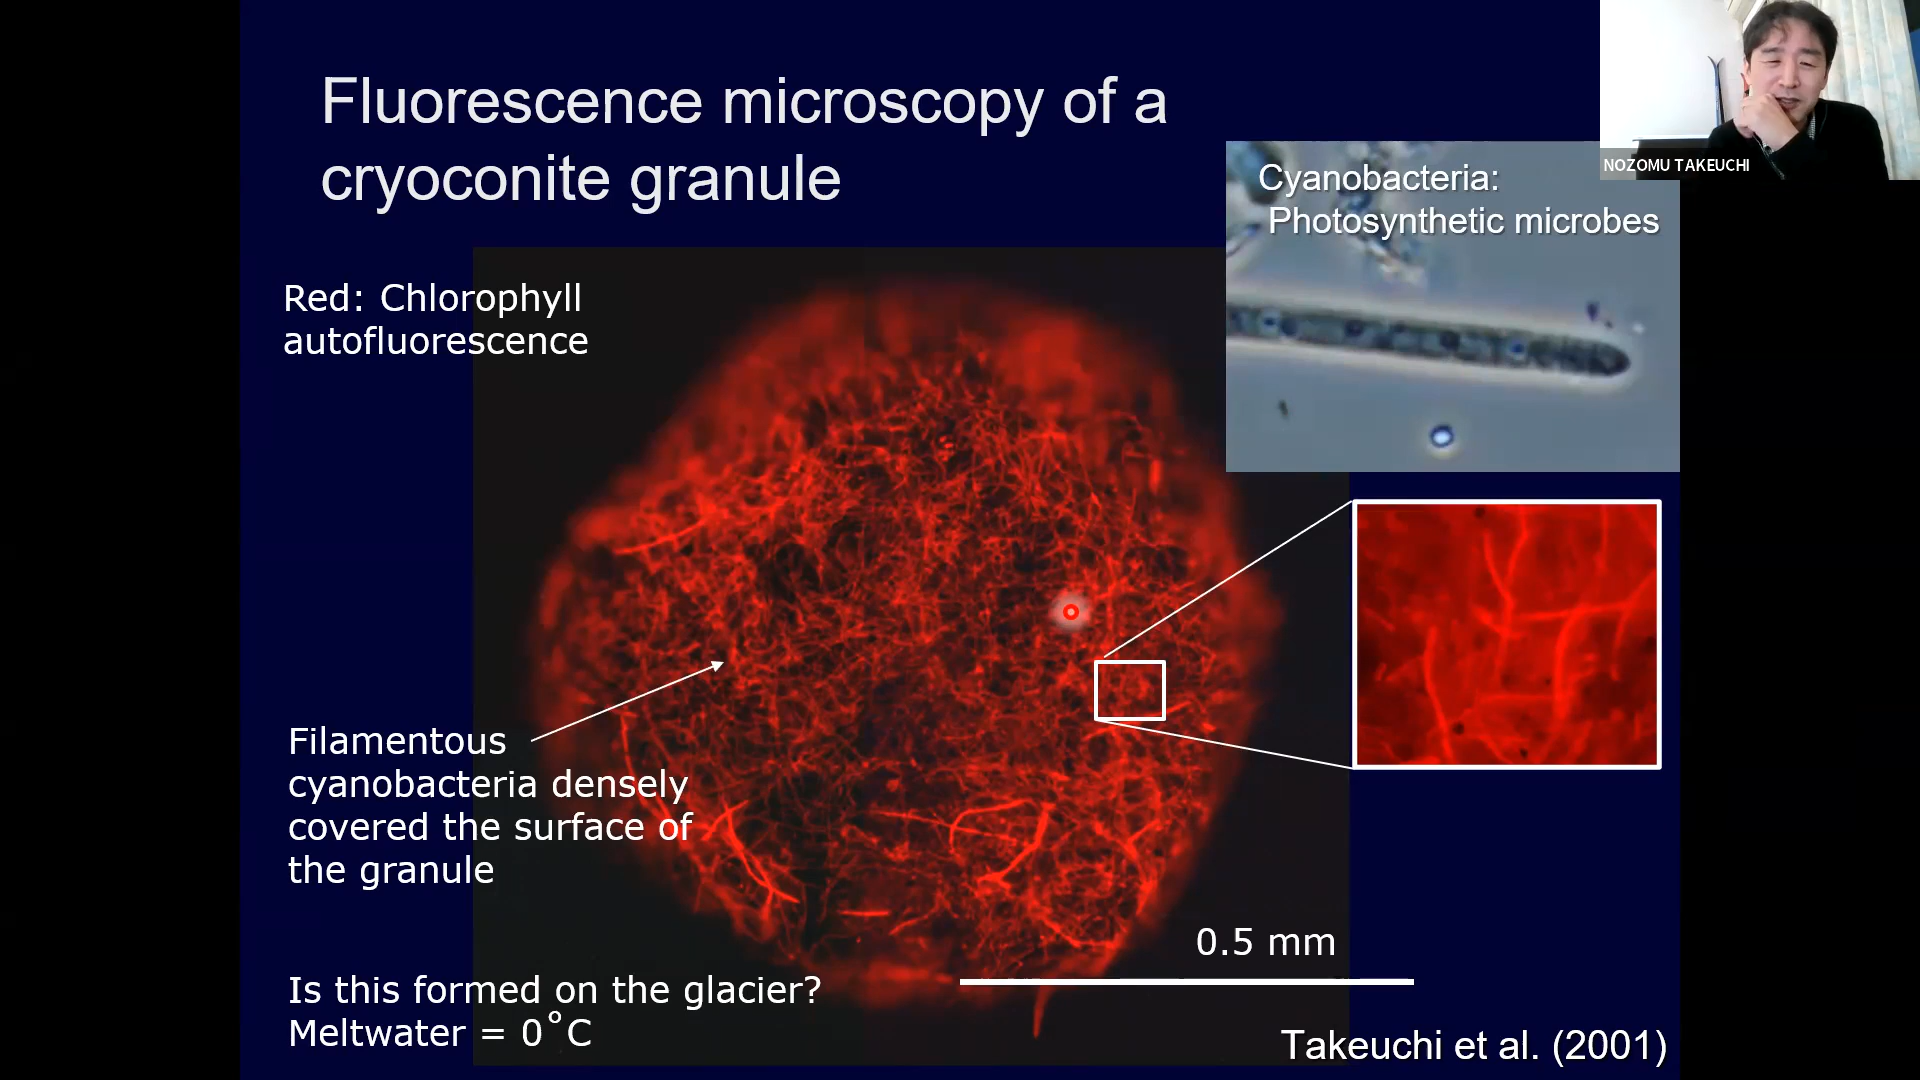 Fluorescence microscopy of a
cryoconite granule
NOZOMU TAKEUCHI
Cyanobacteria:
Photosynthetic microbes
Red: Chlorophyll
autofluorescence
Filamentous
cyanobacteria densely
covered the surface of
the granule
0.5 mm
Is this formed on the glacier?
Meltwater = 0˚C
Takeuchi et al. (2001)